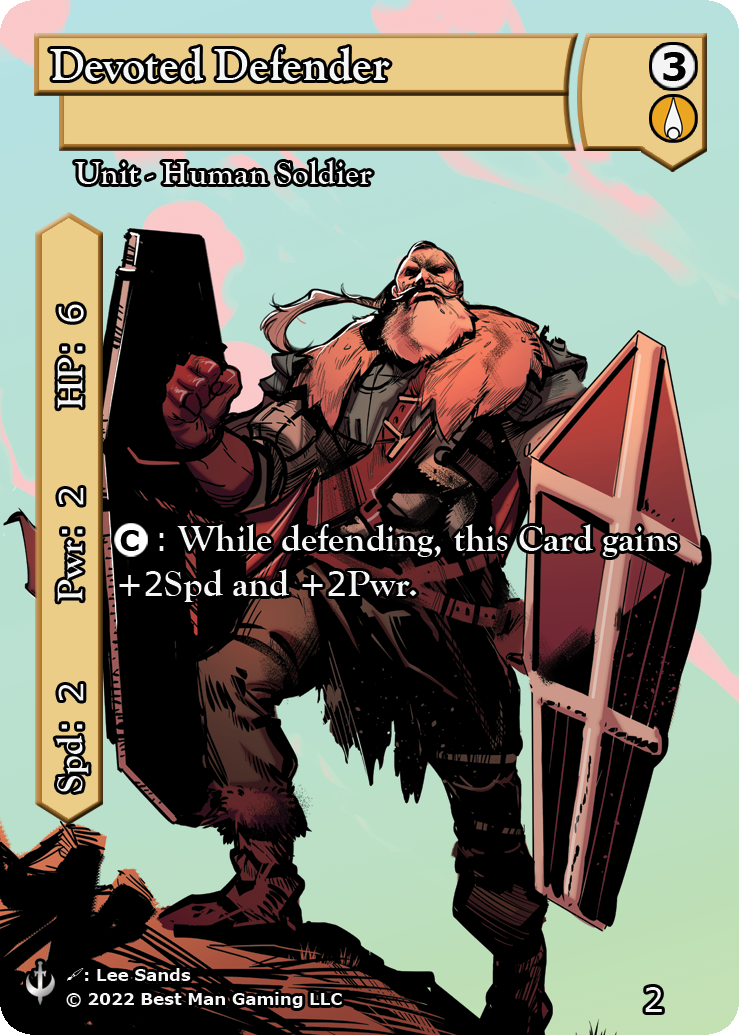 Devoted Defender
3
Unit - Human Soldier
HP: 6
Pwr: 2
Spd: 2
C : While defending, this Card gains
+2Spd and +2Pwr.
: Lee Sands
© 2022 Best Man Gaming LLC
2